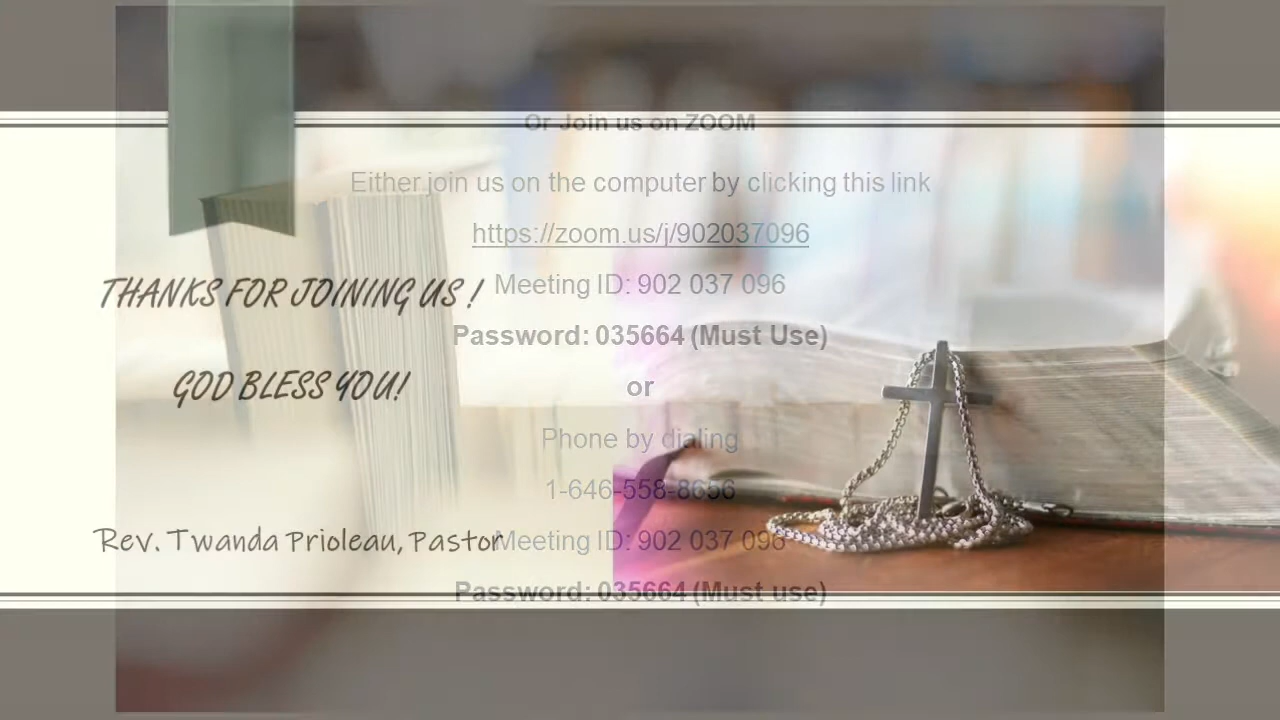 Or Join us on ZOOM
Either join us on the computer by clicking this link
https://zoom.us/j/902037096
Meeting ID: 902 037 096
Password: 035664 (Must Use)
or
Phone by dialing
1-646-558-8656
Meeting ID: 902 037 096
Password: 035664 (Must use)
THANKS FOR JOINING US !
GOD BLESS YOU!
Rev. Twanda Prioleau, Pastor